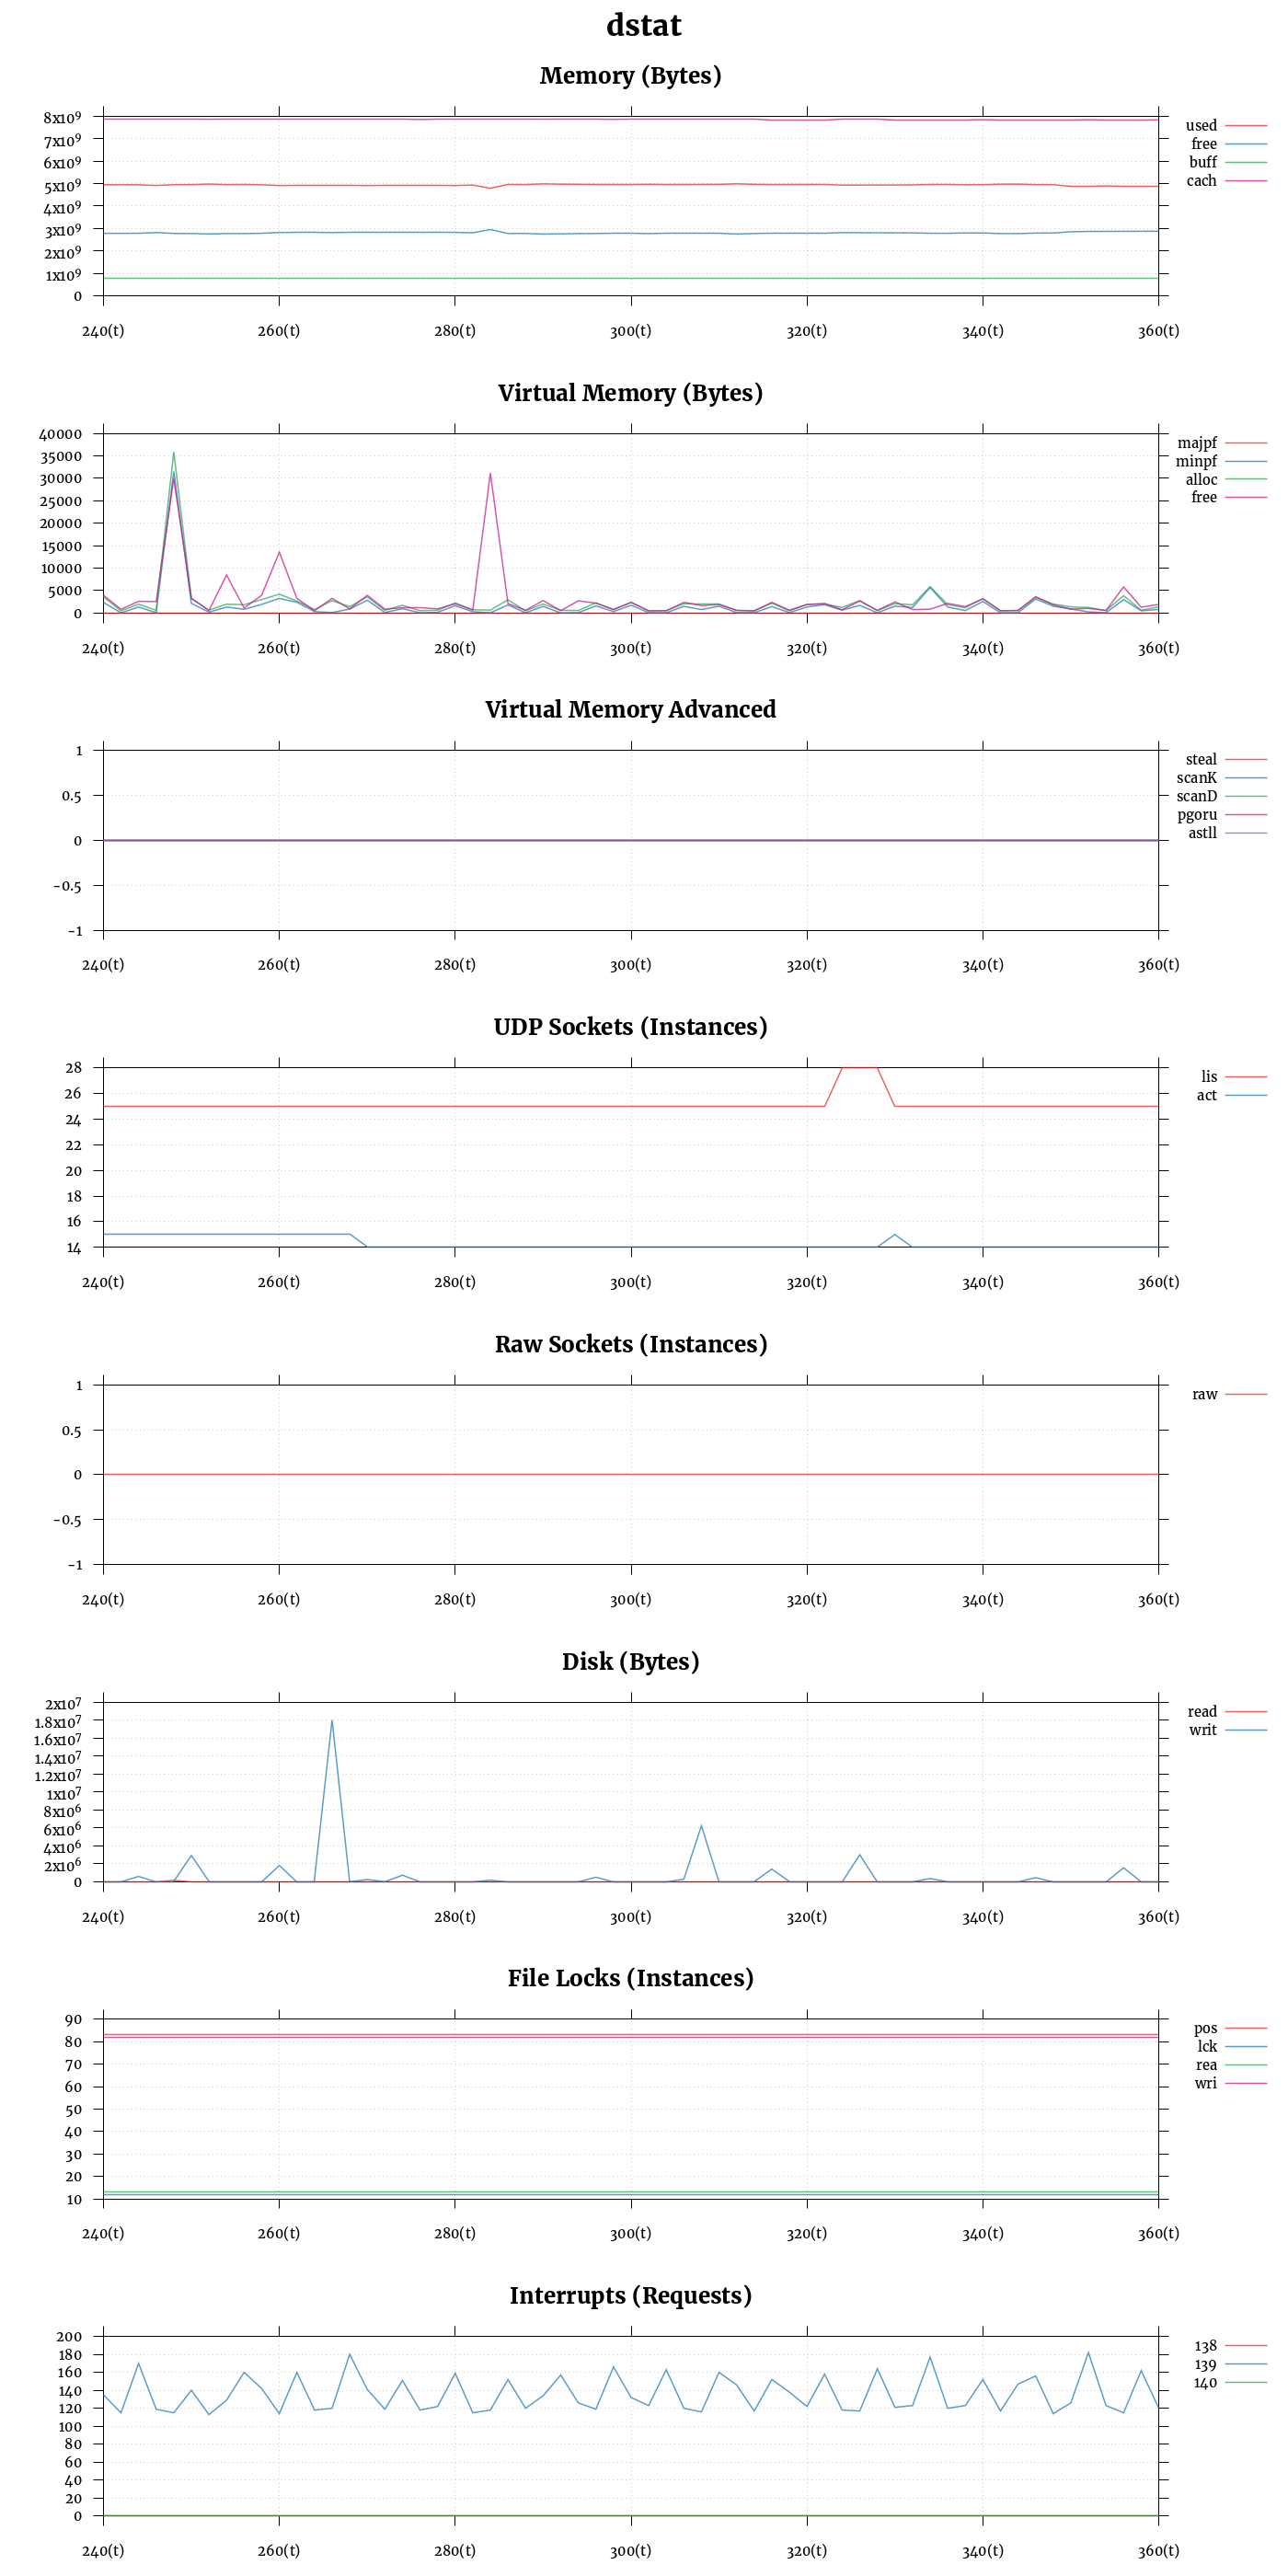 dstat
Memory (Bytes)
8x10⁹
7x10⁹
6x10⁹
5x10⁹
4x10⁹
3x10⁹
2x10⁹
1x10⁹
0
240(t) 260(t) 280(t) 300(t) 320(t) 340(t) 360(t)
used
free
buff
cach
Virtual Memory (Bytes)
40000
35000
30000
25000
20000
15000
10000
5000
0
240(t) 260(t) 280(t) 300(t) 320(t) 340(t) 360(t)
majpf
minpf
alloc
free
Virtual Memory Advanced
1
0.5
0
-0.5
-1
240(t) 260(t) 280(t) 300(t) 320(t) 340(t) 360(t)
steal
scanK
scanD
pgoru
astll
UDP Sockets (Instances)
28
26
24
22
20
18
16
14
240(t) 260(t) 280(t) 300(t) 320(t) 340(t) 360(t)
lis
act
Raw Sockets (Instances)
1
0.5
0
-0.5
-1
240(t) 260(t) 280(t) 300(t) 320(t) 340(t) 360(t)
raw
Disk (Bytes)
2x10⁷
1.8x10⁷
1.6x10⁷
1.4x10⁷
1.2x10⁷
1x10⁷
8x10⁶
6x10⁶
4x10⁶
2x10⁶
0
240(t) 260(t) 280(t) 300(t) 320(t) 340(t) 360(t)
read
writ
File Locks (Instances)
90
80
70
60
50
40
30
20
10
240(t) 260(t) 280(t) 300(t) 320(t) 340(t) 360(t)
pos
lck
rea
wri
Interrupts (Requests)
200
180
160
140
120
100
80
60
40
20
0
240(t) 260(t) 280(t) 300(t) 320(t) 340(t) 360(t)
138
139
140